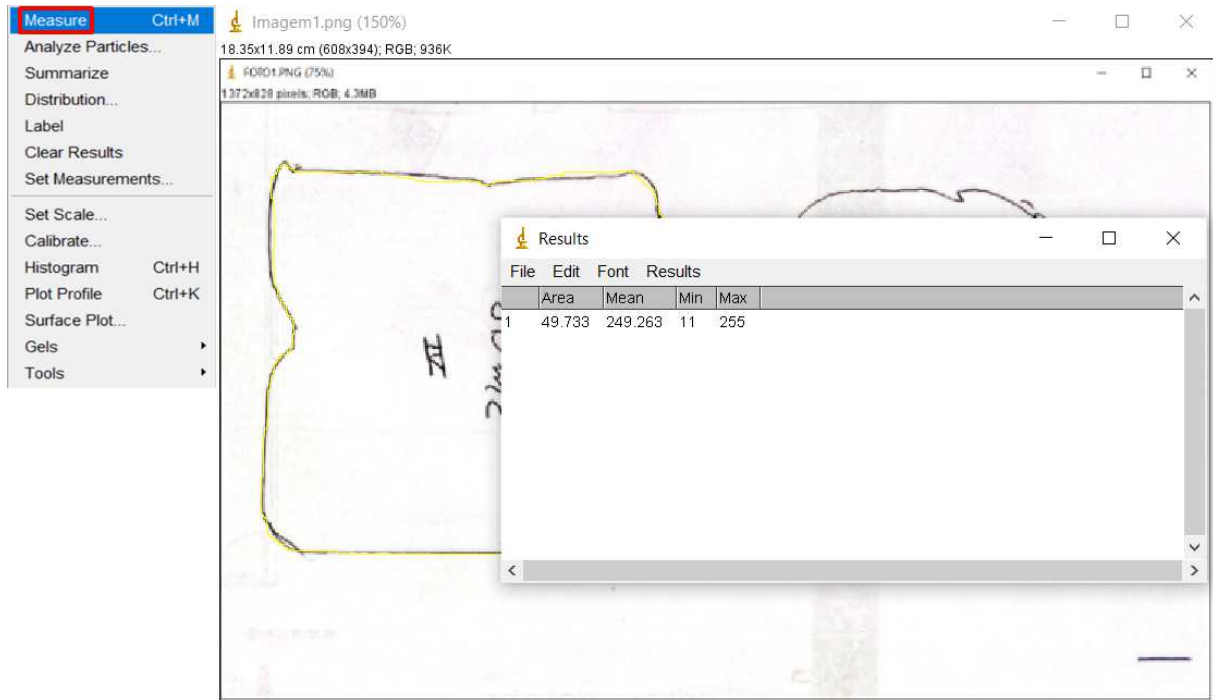 Measure Ctrl+M
Analyze Particles...
Summarize
Distribution...
Label
Clear Results
Set Measurements...
Set Scale...
Calibrate...
Histogram Ctrl+H
Plot Profile Ctrl+K
Surface Plot...
Gels
Tools
Imagem1.png (150%)
18.35x11.89 cm (608x394); RGB; 936K
FOTO1.PNG (75%)
1372x828 pixels; RGB; 4.3MB
VI
Results
File Edit Font Results
Area Mean Min Max
1 49.733 249.263 11 255